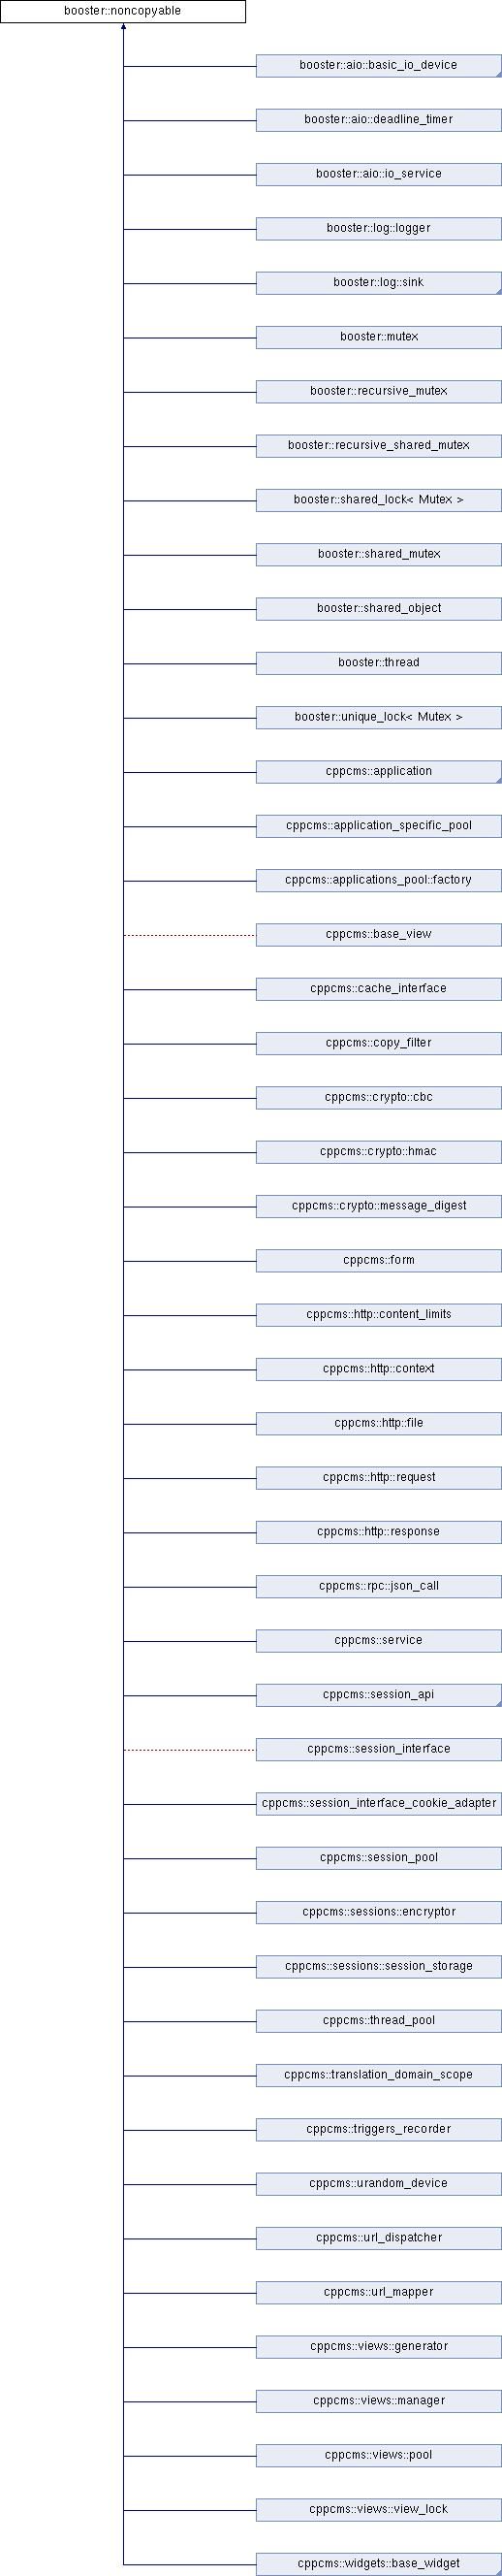 booster::noncopyable
booster::aio::basic_io_device
booster::aio::deadline_timer
booster::aio::io_service
booster::log::logger
booster::log::sink
booster::mutex
booster::recursive_mutex
booster::recursive_shared_mutex
booster::shared_lock< Mutex >
booster::shared_mutex
booster::shared_object
booster::thread
booster::unique_lock< Mutex >
cppcms::application
cppcms::application_specific_pool
cppcms::applications_pool::factory
cppcms::base_view
cppcms::cache_interface
cppcms::copy_filter
cppcms::crypto::cbc
cppcms::crypto::hmac
cppcms::crypto::message_digest
cppcms::form
cppcms::http::content_limits
cppcms::http::context
cppcms::http::file
cppcms::http::request
cppcms::http::response
cppcms::rpc::json_call
cppcms::service
cppcms::session_api
cppcms::session_interface
cppcms::session_interface_cookie_adapter
cppcms::session_pool
cppcms::sessions::encryptor
cppcms::sessions::session_storage
cppcms::thread_pool
cppcms::translation_domain_scope
cppcms::triggers_recorder
cppcms::urandom_device
cppcms::url_dispatcher
cppcms::url_mapper
cppcms::views::generator
cppcms::views::manager
cppcms::views::pool
cppcms::views::view_lock
cppcms::widgets::base_widget